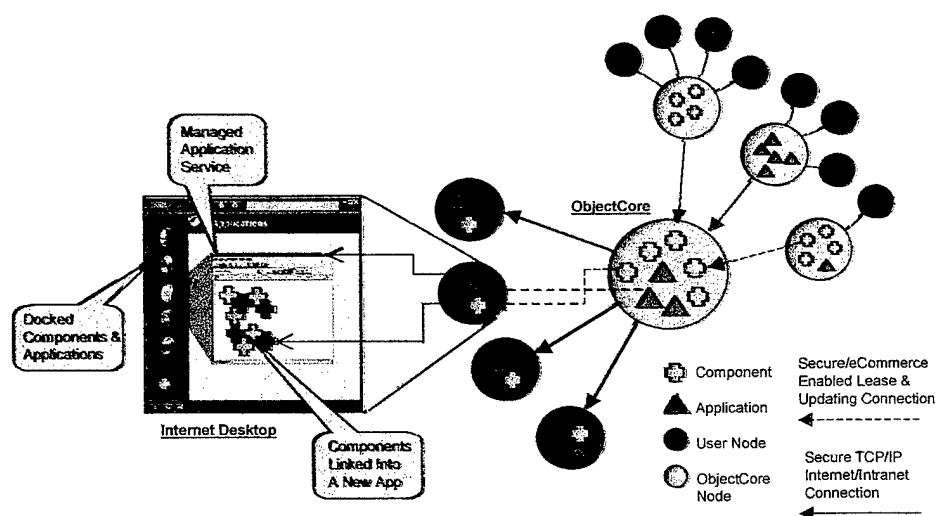 Managed
Application
Service
Applications
Docked
Components &
Applications
Internet Desktop
Components
Linked Into
A New App
ObjectCore
Component
Application
User Node
ObjectCore
Node
Secure/eCommerce
Enabled Lease &
Updating Connection
Secure TCP/IP
Internet/Intranet
Connection